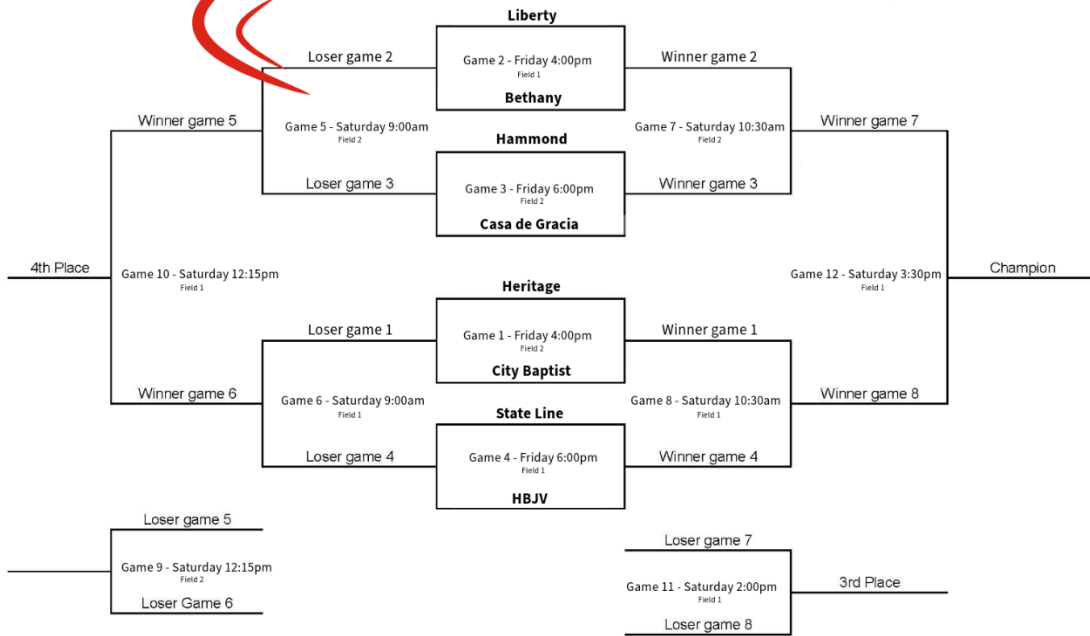 Liberty
Loser game 2
Game 2 - Friday 4:00pm
Field 1
Winner game 2
Bethany
Winner game 5
Game 5 - Saturday 9:00am
Field 2
Hammond
Game 7 - Saturday 10:30am
Field 2
Winner game 7
Loser game 3
Game 3 - Friday 6:00pm
Field 2
Winner game 3
Casa de Gracia
4th Place
Game 10 - Saturday 12:15pm
Field 1
Game 12 - Saturday 3:30pm
Field 1
Champion
Heritage
Loser game 1
Game 1 - Friday 4:00pm
Field 2
Winner game 1
City Baptist
Winner game 6
Game 6 - Saturday 9:00am
Field 1
State Line
Game 8 - Saturday 10:30am
Field 1
Winner game 8
Loser game 4
Game 4 - Friday 6:00pm
Field 1
Winner game 4
HBJV
Loser game 5
Game 9 - Saturday 12:15pm
Field 2
Loser Game 6
Loser game 7
Game 11 - Saturday 2:00pm
Field 1
3rd Place
Loser game 8